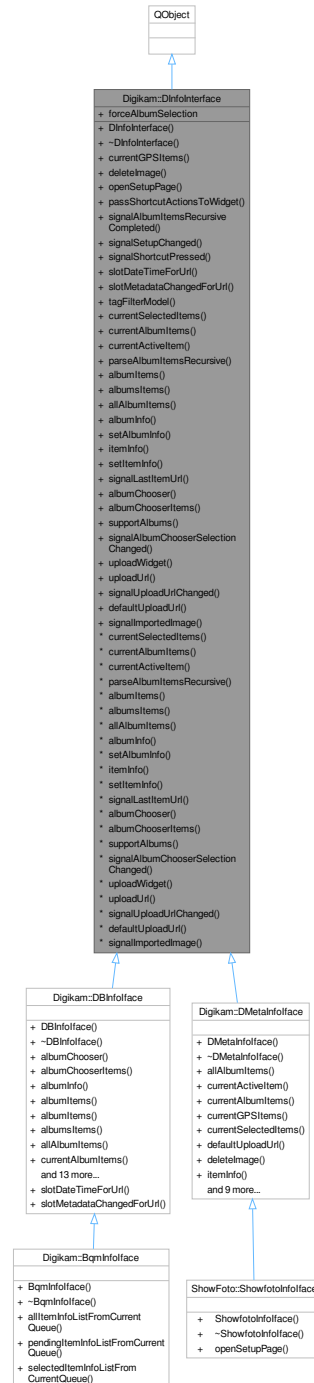 QObject
Digikam::DInfoInterface
+ forceAlbumSelection
+ DInfoInterface()
+ ~DInfoInterface()
+ currentGPSItems()
+ deleteImage()
+ openSetupPage()
+ passShortcutActionsToWidget()
+ signalAlbumItemsRecursive
Completed()
+ signalSetupChanged()
+ signalShortcutPressed()
+ slotDateTimeForUrl()
+ slotMetadataChangedForUrl()
+ tagFilterModel()
+ currentSelectedItems()
+ currentAlbumItems()
+ currentActiveItem()
+ parseAlbumItemsRecursive()
+ albumItems()
+ albumsItems()
+ allAlbumItems()
+ albumInfo()
+ setAlbumInfo()
+ itemInfo()
+ setItemInfo()
+ signalLastItemUrl()
+ albumChooser()
+ albumChooserItems()
+ supportAlbums()
+ signalAlbumChooserSelection
Changed()
+ uploadWidget()
+ uploadUrl()
+ signalUploadUrlChanged()
+ defaultUploadUrl()
+ signalImportedImage()
* currentSelectedItems()
* currentAlbumItems()
* currentActiveItem()
* parseAlbumItemsRecursive()
* albumItems()
* albumsItems()
* allAlbumItems()
* albumInfo()
* setAlbumInfo()
* itemInfo()
* setItemInfo()
* signalLastItemUrl()
* albumChooser()
* albumChooserItems()
* supportAlbums()
* signalAlbumChooserSelection
Changed()
* uploadWidget()
* uploadUrl()
* signalUploadUrlChanged()
* defaultUploadUrl()
* signalImportedImage()
Digikam::DBInfoIface
+ DBInfoIface()
+ ~DBInfoIface()
+ albumChooser()
+ albumChooserItems()
+ albumInfo()
+ albumItems()
+ albumItems()
+ albumsItems()
+ allAlbumItems()
+ currentAlbumItems()
and 13 more...
+ slotDateTimeForUrl()
+ slotMetadataChangedForUrl()
Digikam::DMetaInfoIface
+ DMetaInfoIface()
+ ~DMetaInfoIface()
+ allAlbumItems()
+ currentActiveItem()
+ currentAlbumItems()
+ currentGPSItems()
+ currentSelectedItems()
+ defaultUploadUrl()
+ deleteImage()
+ itemInfo()
and 9 more...
Digikam::BqmInfoIface
+ BqmInfoIface()
+ ~BqmInfoIface()
+ allItemInfoListFromCurrent
Queue()
+ pendingItemInfoListFromCurrent
Queue()
+ selectedItemInfoListFrom
CurrentQueue()
ShowFoto::ShowfotoInfoIface
+ ShowfotoInfoIface()
+ ~ShowfotoInfoIface()
+ openSetupPage()